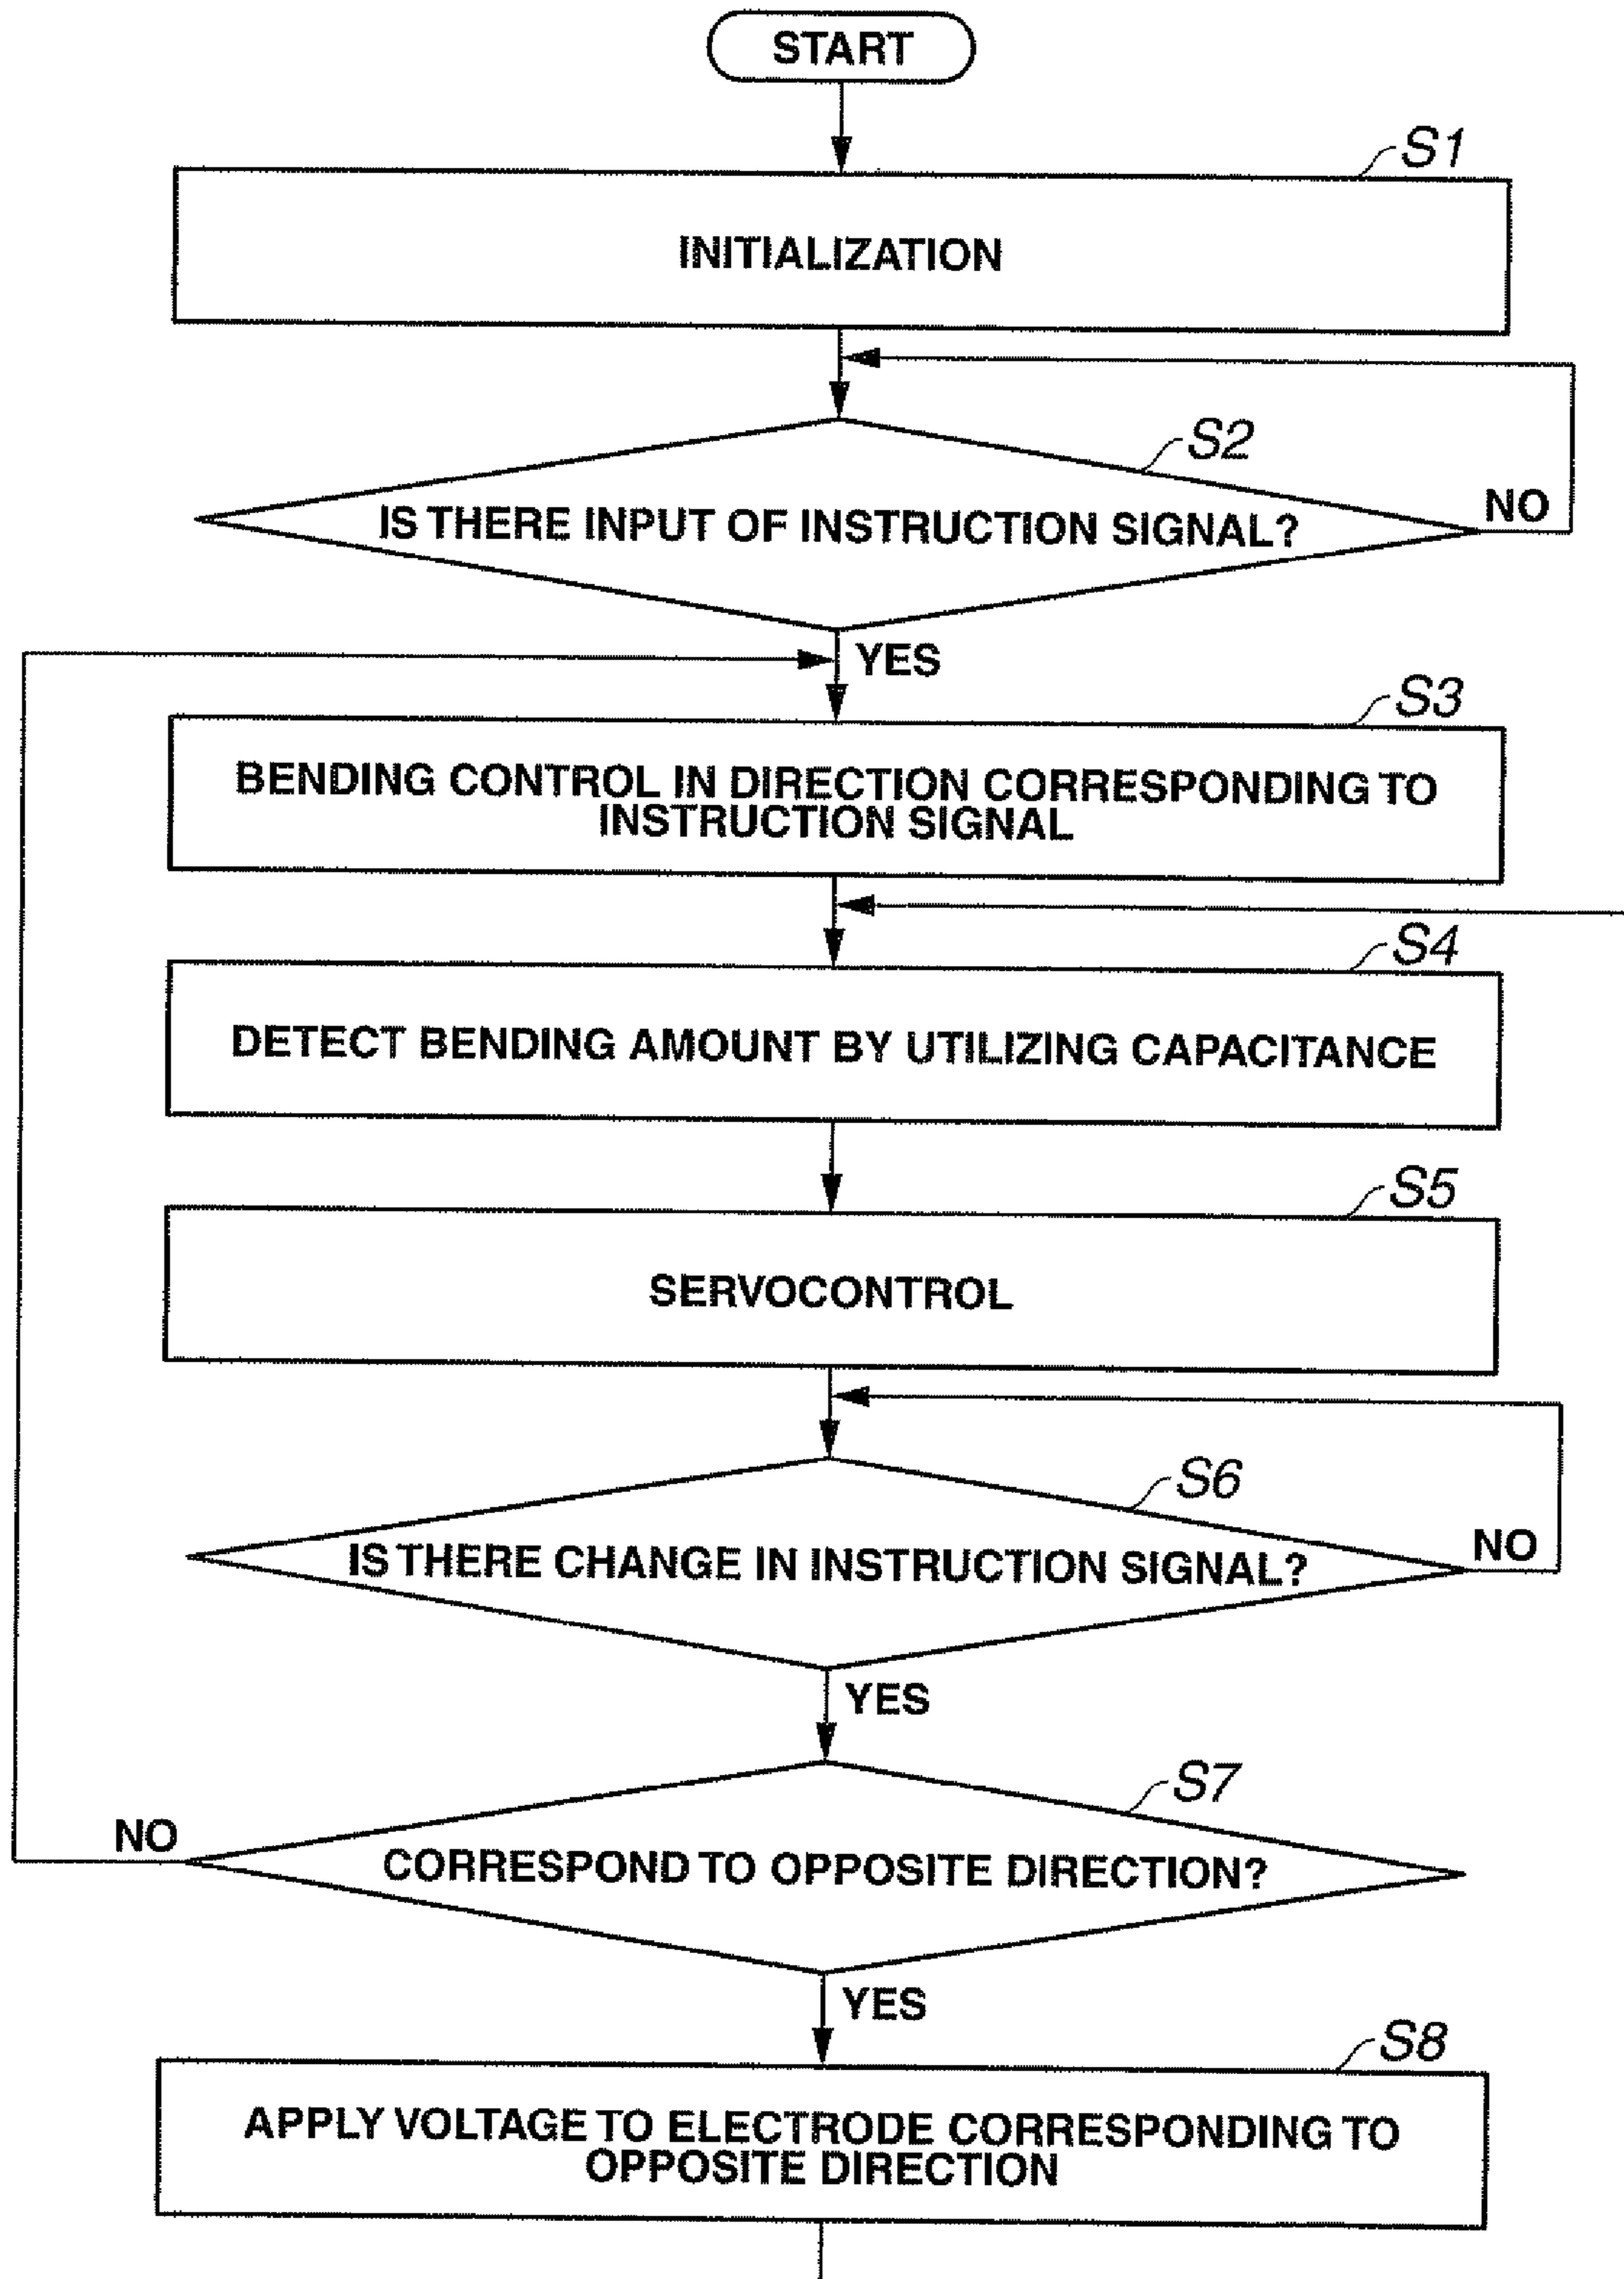 START
S1
INITIALIZATION
S2
IS THERE INPUT OF INSTRUCTION SIGNAL?
NO
YES
S3
BENDING CONTROL IN DIRECTION CORRESPONDING TO
INSTRUCTION SIGNAL
S4
DETECT BENDING AMOUNT BY UTILIZING CAPACITANCE
S5
SERVOCONTROL
S6
IS THERE CHANGE IN INSTRUCTION SIGNAL?
NO
YES
S7
NO
CORRESPOND TO OPPOSITE DIRECTION?
YES
S8
APPLY VOLTAGE TO ELECTRODE CORRESPONDING TO
OPPOSITE DIRECTION